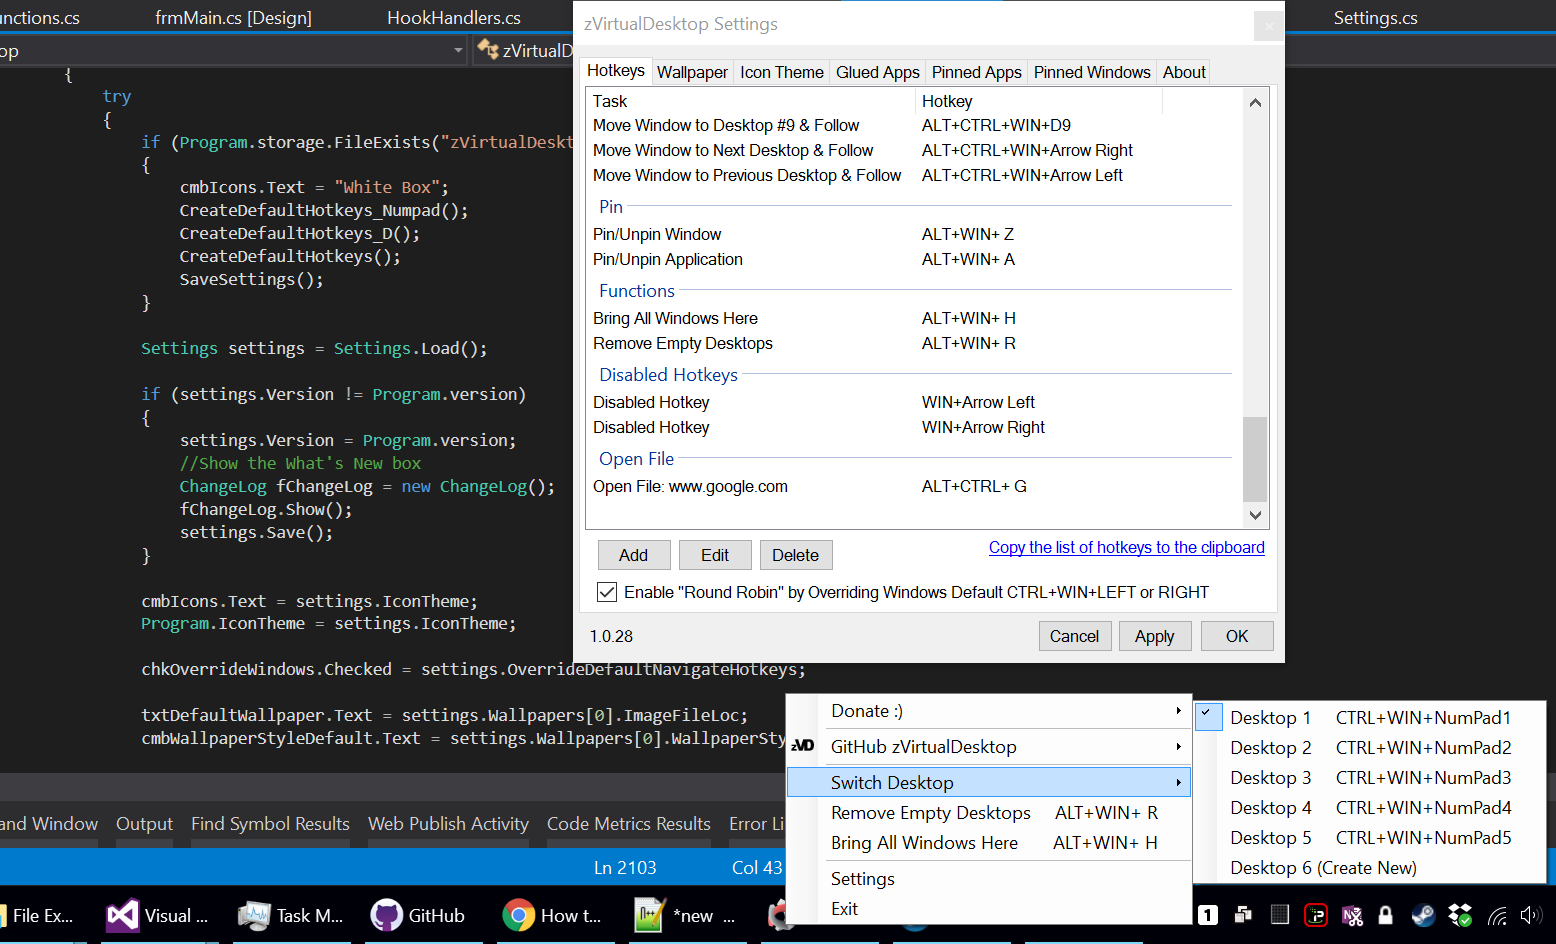 unctions.cs frmMain.cs [Design] HookHandlers.cs Settings.cs
op zVirtualD
zVirtualDesktop Settings
Hotkeys Wallpaper Icon Theme Glued Apps Pinned Apps Pinned Windows About
Task Hotkey
Move Window to Desktop #9 & Follow ALT+CTRL+WIN+D9
Move Window to Next Desktop & Follow ALT+CTRL+WIN+Arrow Right
Move Window to Previous Desktop & Follow ALT+CTRL+WIN+Arrow Left
Pin
Pin/Unpin Window ALT+WIN+ Z
Pin/Unpin Application ALT+WIN+ A
Functions
Bring All Windows Here ALT+WIN+ H
Remove Empty Desktops ALT+WIN+ R
Disabled Hotkeys
Disabled Hotkey WIN+Arrow Left
Disabled Hotkey WIN+Arrow Right
Open File
Open File: www.google.com ALT+CTRL+ G
Add Edit Delete Copy the list of hotkeys to the clipboard
Enable "Round Robin" by Overriding Windows Default CTRL+WIN+LEFT or RIGHT
1.0.28 Cancel Apply OK
{
try
{
if (Program.storage.FileExists("zVirtualDeskt
{
cmbIcons.Text = "White Box";
CreateDefaultHotkeys_Numpad();
CreateDefaultHotkeys_D();
CreateDefaultHotkeys();
SaveSettings();
}
Settings settings = Settings.Load();
if (settings.Version != Program.version)
{
settings.Version = Program.version;
//Show the What's New box
ChangeLog fChangeLog = new ChangeLog();
fChangeLog.Show();
settings.Save();
}
cmbIcons.Text = settings.IconTheme;
Program.IconTheme = settings.IconTheme;
chkOverrideWindows.Checked = settings.OverrideDefaultNavigateHotkeys;
txtDefaultWallpaper.Text = settings.Wallpapers[0].ImageFileLoc;
cmbWallpaperStyleDefault.Text = settings.Wallpapers[0].WallpaperSty
Donate :)
zVD GitHub zVirtualDesktop
Switch Desktop
Remove Empty Desktops ALT+WIN+ R
Bring All Windows Here ALT+WIN+ H
Settings
Exit
Desktop 1 CTRL+WIN+NumPad1
Desktop 2 CTRL+WIN+NumPad2
Desktop 3 CTRL+WIN+NumPad3
Desktop 4 CTRL+WIN+NumPad4
Desktop 5 CTRL+WIN+NumPad5
Desktop 6 (Create New)
and Window Output Find Symbol Results Web Publish Activity Code Metrics Results Error Li
Ln 2103 Col 43
File Ex... Visual ... Task M... GitHub How t... *new ... 1